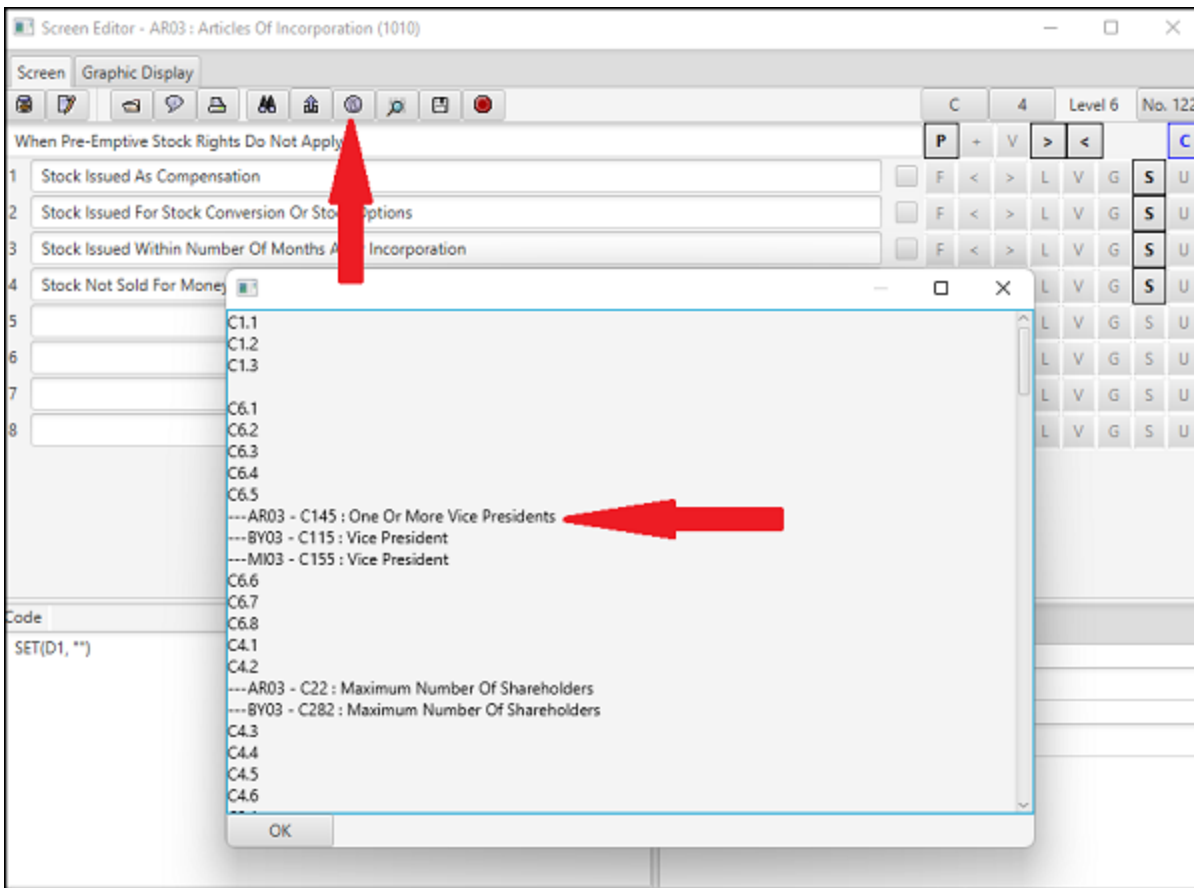 Screen Editor - AR03 : Articles Of Incorporation (1010)
Screen Graphic Display
C 4 Level 6 No. 122
When Pre-Emptive Stock Rights Do Not Apply P + V > < C
1 Stock Issued As Compensation F < > L V G S U
2 Stock Issued For Stock Conversion Or Stock Options F < > L V G S U
3 Stock Issued Within Number Of Months Incorporation F < > L V G S U
4 Stock Not Sold For Money L V G S U
5 L V G S U
6 L V G S U
7 L V G S U
8 L V G S U
C1.1
C1.2
C1.3
C6.1
C6.2
C6.3
C6.4
C6.5
---AR03 - C145 : One Or More Vice Presidents
---BY03 - C115 : Vice President
---MI03 - C155 : Vice President
C6.6
C6.7
C6.8
C4.1
C4.2
---AR03 - C22 : Maximum Number Of Shareholders
---BY03 - C282 : Maximum Number Of Shareholders
C4.3
C4.4
C4.5
C4.6
OK
Code
SET(D1, "")